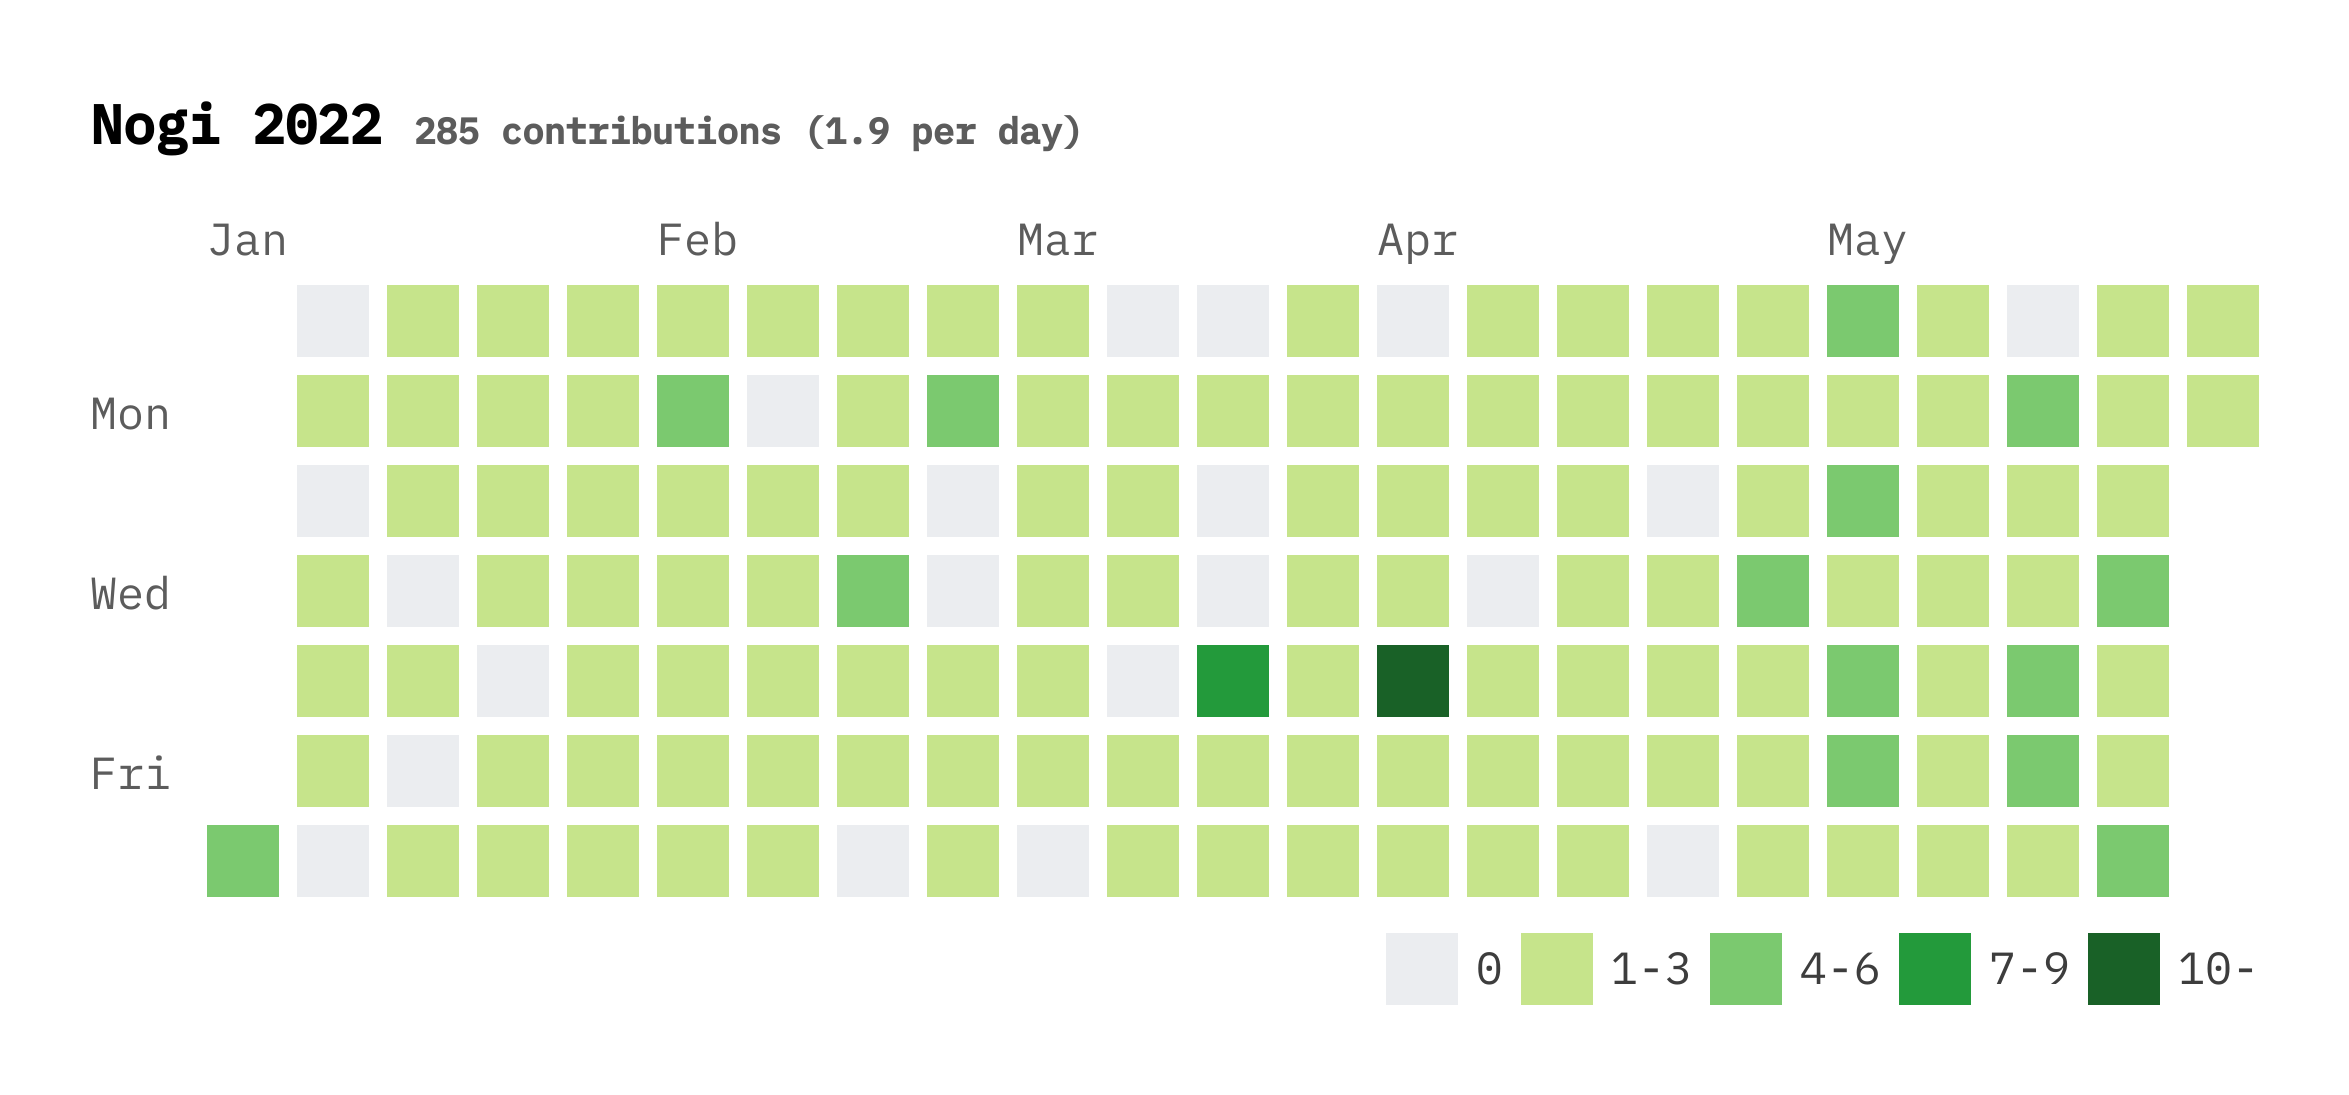 Nogi 2022 285 contributions (1.9 per day)
Jan Feb Mar Apr May
Mon
Wed
Fri
0 1-3 4-6 7-9 10-